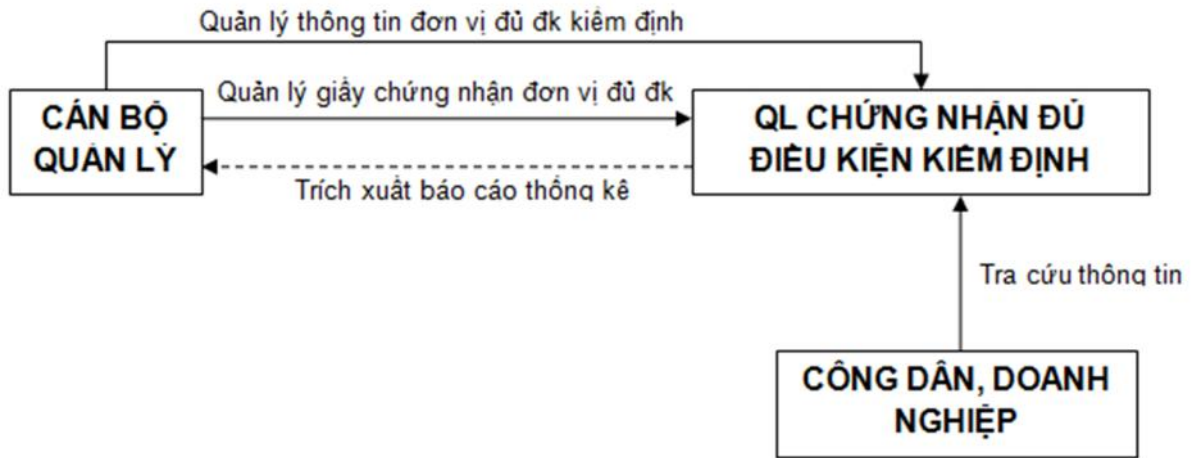 Quản lý thông tin đơn vị đủ đk kiểm định
Quản lý giấy chứng nhận đơn vị đủ đk
CÁN BỘ
QUẢN LÝ
QL CHỨNG NHẬN ĐỦ
ĐIỀU KIỆN KIỂM ĐỊNH
Trích xuất báo cáo thống kê
Tra cứu thông tin
CÔNG DÂN, DOANH
NGHIỆP